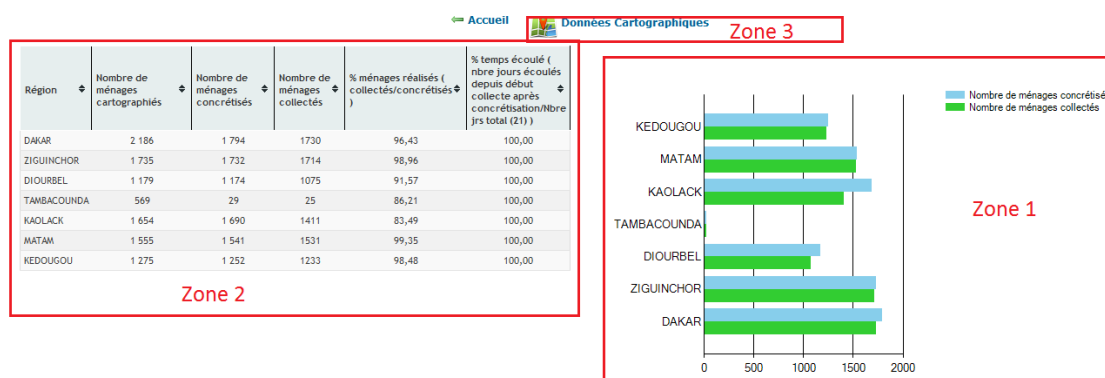 Accueil
Données Cartographiques
Zone 3
Région
Nombre de
ménages
cartographiés
Nombre de
ménages
concrétisés
Nombre de
ménages
collectés
% ménages réalisés (
collectés/concrétisés
)
% temps écoulé (
nbre jours écoulés
depuis début
collecte après
concrétisation/Nbre
jrs total (21) )
DAKAR 2 186 1 794 1730 96,43 100,00
ZIGUINCHOR 1 735 1 732 1714 98,96 100,00
DIOURBEL 1 179 1 174 1075 91,57 100,00
TAMBACOUNDA 569 29 25 86,21 100,00
KAOLACK 1 654 1 690 1411 83,49 100,00
MATAM 1 555 1 541 1531 99,35 100,00
KEDOUGOU 1 275 1 252 1233 98,48 100,00
Zone 2
Nombre de ménages concrétisé
Nombre de ménages collectés
KEDOUGOU
MATAM
KAOLACK
TAMBACOUNDA
DIOURBEL
ZIGUINCHOR
DAKAR
0 500 1000 1500 2000
Zone 1